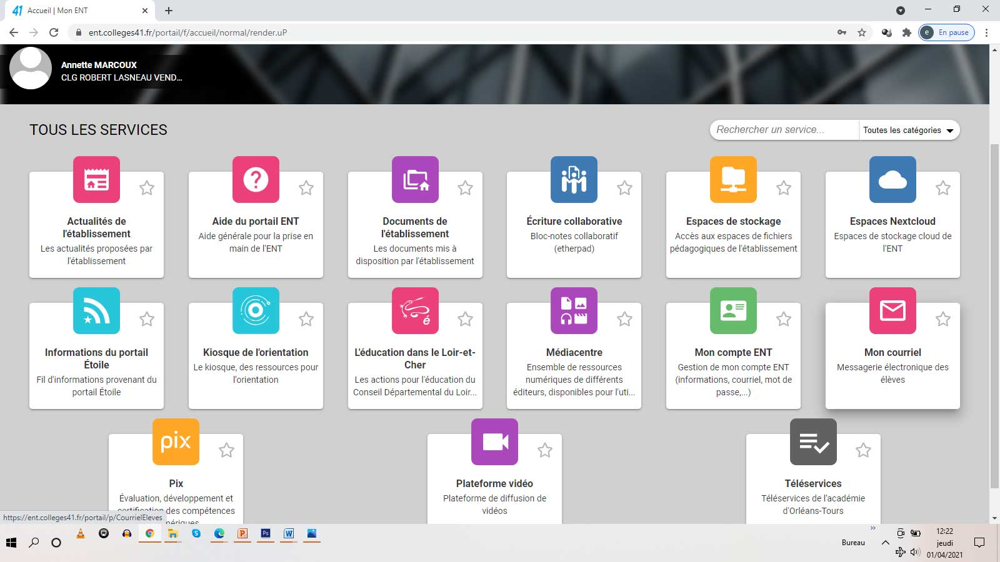 41 Accueil | Mon ENT
ent.colleges41.fr/portail/f/accueil/normal/render.uP
e En pause
Annette MARCOUX
CLG ROBERT LASNEAU VEND...
TOUS LES SERVICES
Rechercher un service...
Toutes les catégories
Actualités de l'établissement
Les actualités proposées par l'établissement
Aide du portail ENT
Aide générale pour la prise en main de l'ENT
Documents de l'établissement
Les documents mis à disposition par l'établissement
Écriture collaborative
Bloc-notes collaboratif (etherpad)
Espaces de stockage
Accès aux espaces de fichiers pédagogiques de l'établissement
Espaces Nextcloud
Espaces de stockage cloud de l'ENT
Informations du portail Étoile
Fil d'informations provenant du portail Étoile
Kiosque de l'orientation
Le kiosque, des ressources pour l'orientation
é
L'éducation dans le Loir-et-Cher
Les actions pour l'éducation du Conseil Départemental du Loir...
Médiacentre
Ensemble de ressources numériques de différents éditeurs, disponibles pour l'uti...
Mon compte ENT
Gestion de mon compte ENT (informations, courriel, mot de passe,...)
Mon courriel
Messagerie électronique des élèves
pix
Pix
Évaluation, développement et
des compétences
Plateforme vidéo
Plateforme de diffusion de vidéos
Téléservices
Téléservices de l'académie d'Orléans-Tours
https://ent.colleges41.fr/portail/p/CourrielEleves
Bureau
12:22
jeudi
01/04/2021